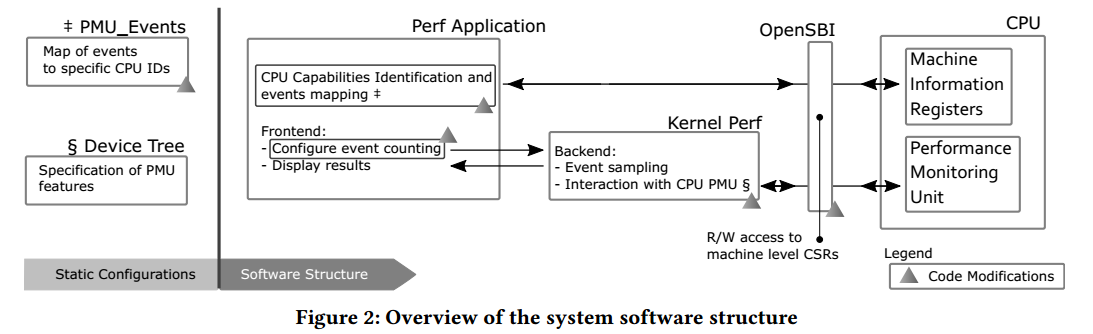 ‡ PMU_Events
Map of events
to specific CPU IDs
§ Device Tree
Specification of PMU
features
Static Configurations
Software Structure
Perf Application
CPU Capabilities Identification and
events mapping ‡
Frontend:
- Configure event counting
- Display results
Kernel Perf
Backend:
- Event sampling
- Interaction with CPU PMU §
OpenSBI
R/W access to
machine level CSRs
CPU
Machine
Information
Registers
Performance
Monitoring
Unit
Legend
Code Modifications
Figure 2: Overview of the system software structure